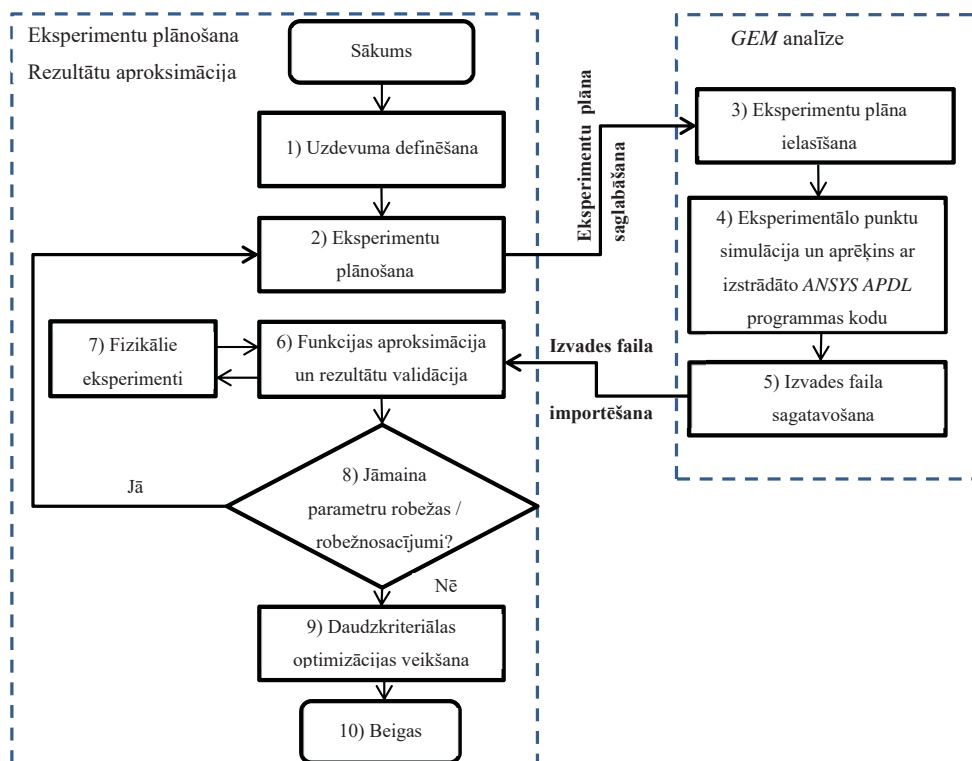 Eksperimentu plānošana
Rezultātu aproksimācija
Sākums
1) Uzdevuma definēšana
2) Eksperimentu
plānošana
Eksperimentu plāna
saglabāšana
GEM analīze
3) Eksperimentu plāna
ielasīšana
4) Eksperimentālo punktu
simulācija un aprēķins ar
izstrādāto ANSYS APDL
programmas kodu
5) Izvades faila
sagatavošana
Izvades faila
importēšana
6) Funkcijas aproksimācija
un rezultātu validācija
7) Fizikālie
eksperimenti
8) Jāmaina
parametru robežas /
robežnosacījumi?
Jā
Nē
9) Daudzkriteriālas
optimizācijas veikšana
10) Beigas